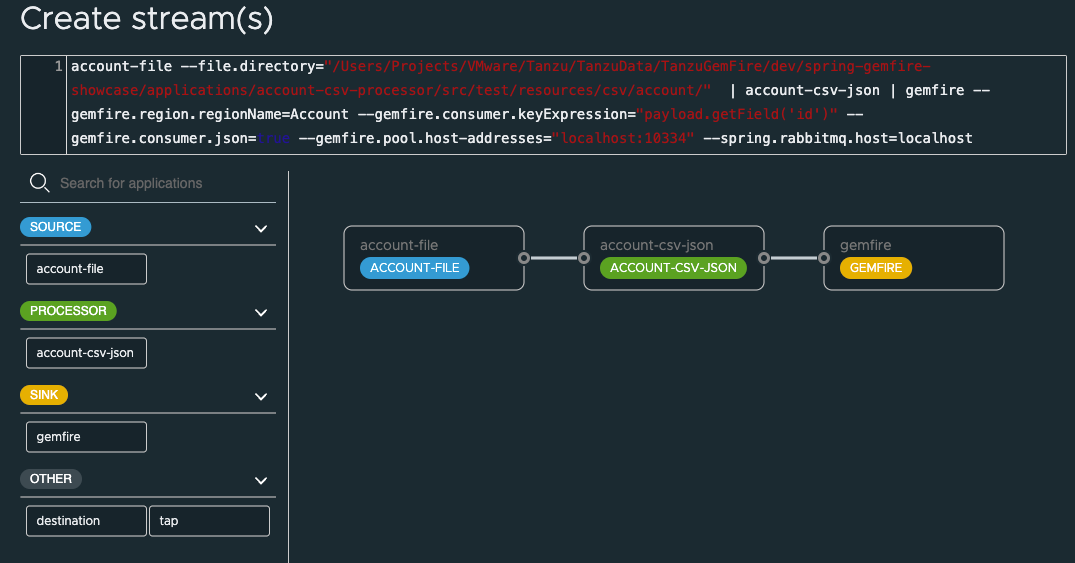 Create stream(s)
1
account-file --file.directory="/Users/Projects/VMware/Tanzu/TanzuData/TanzuGemFire/dev/spring-gemfire-
showcase/applications/account-csv-processor/src/test/resources/csv/account/"  | account-csv-json | gemfire --
gemfire.region.regionName=Account --gemfire.consumer.keyExpression="payload.getField('id')" --
gemfire.consumer.json=true --gemfire.pool.host-addresses="localhost:10334" --spring.rabbitmq.host=localhost
Search for applications
SOURCE
account-file
PROCESSOR
account-csv-json
SINK
gemfire
OTHER
destination
tap
account-file
ACCOUNT-FILE
account-csv-json
ACCOUNT-CSV-JSON
gemfire
GEMFIRE